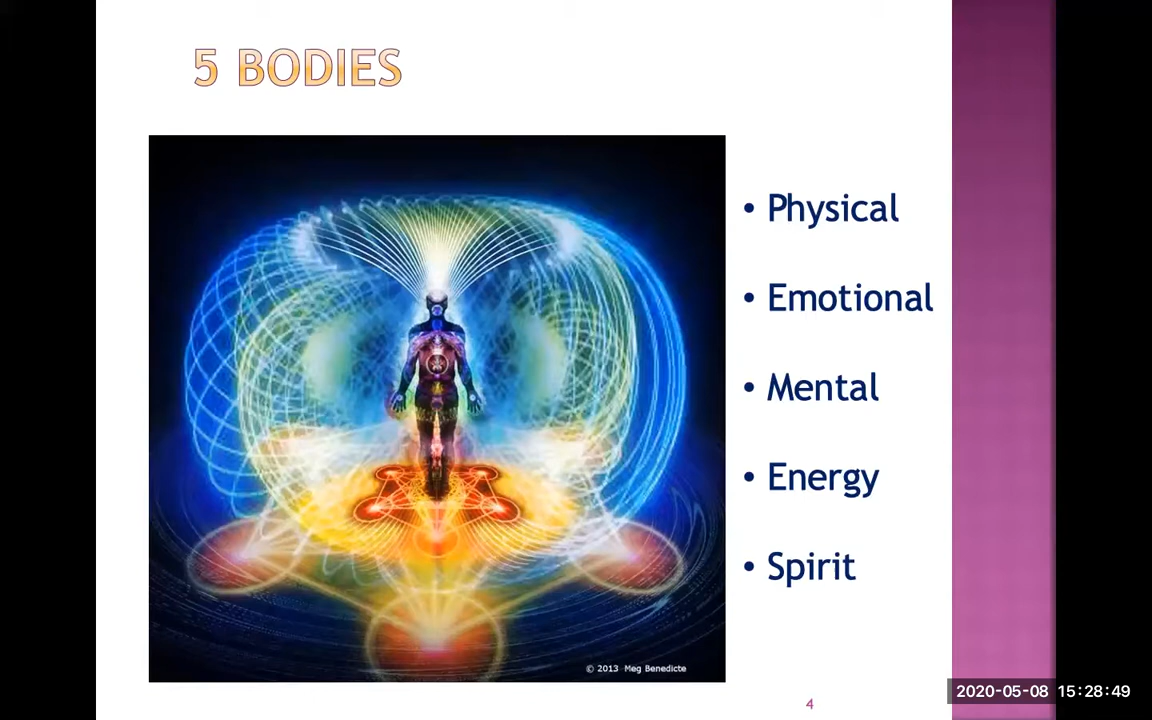 5 BODIES
• Physical
• Emotional
• Mental
• Energy
• Spirit
© 2013 Meg Benedicte
4
2020-05-08 15:28:49